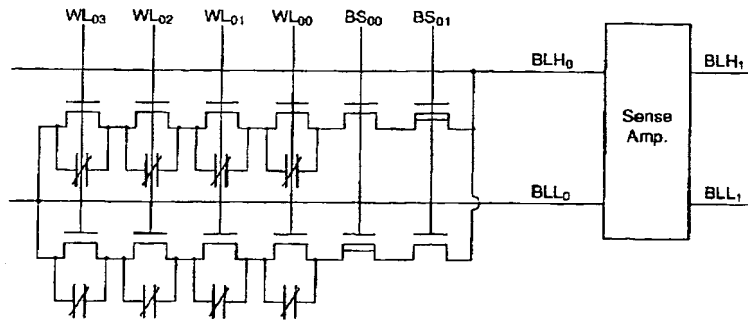 WL₀₃ WL₀₂ WL₀₁ WL₀₀ BS₀₀ BS₀₁
BLH₀ BLH₁
Sense
Amp.
BLL₀ BLL₁